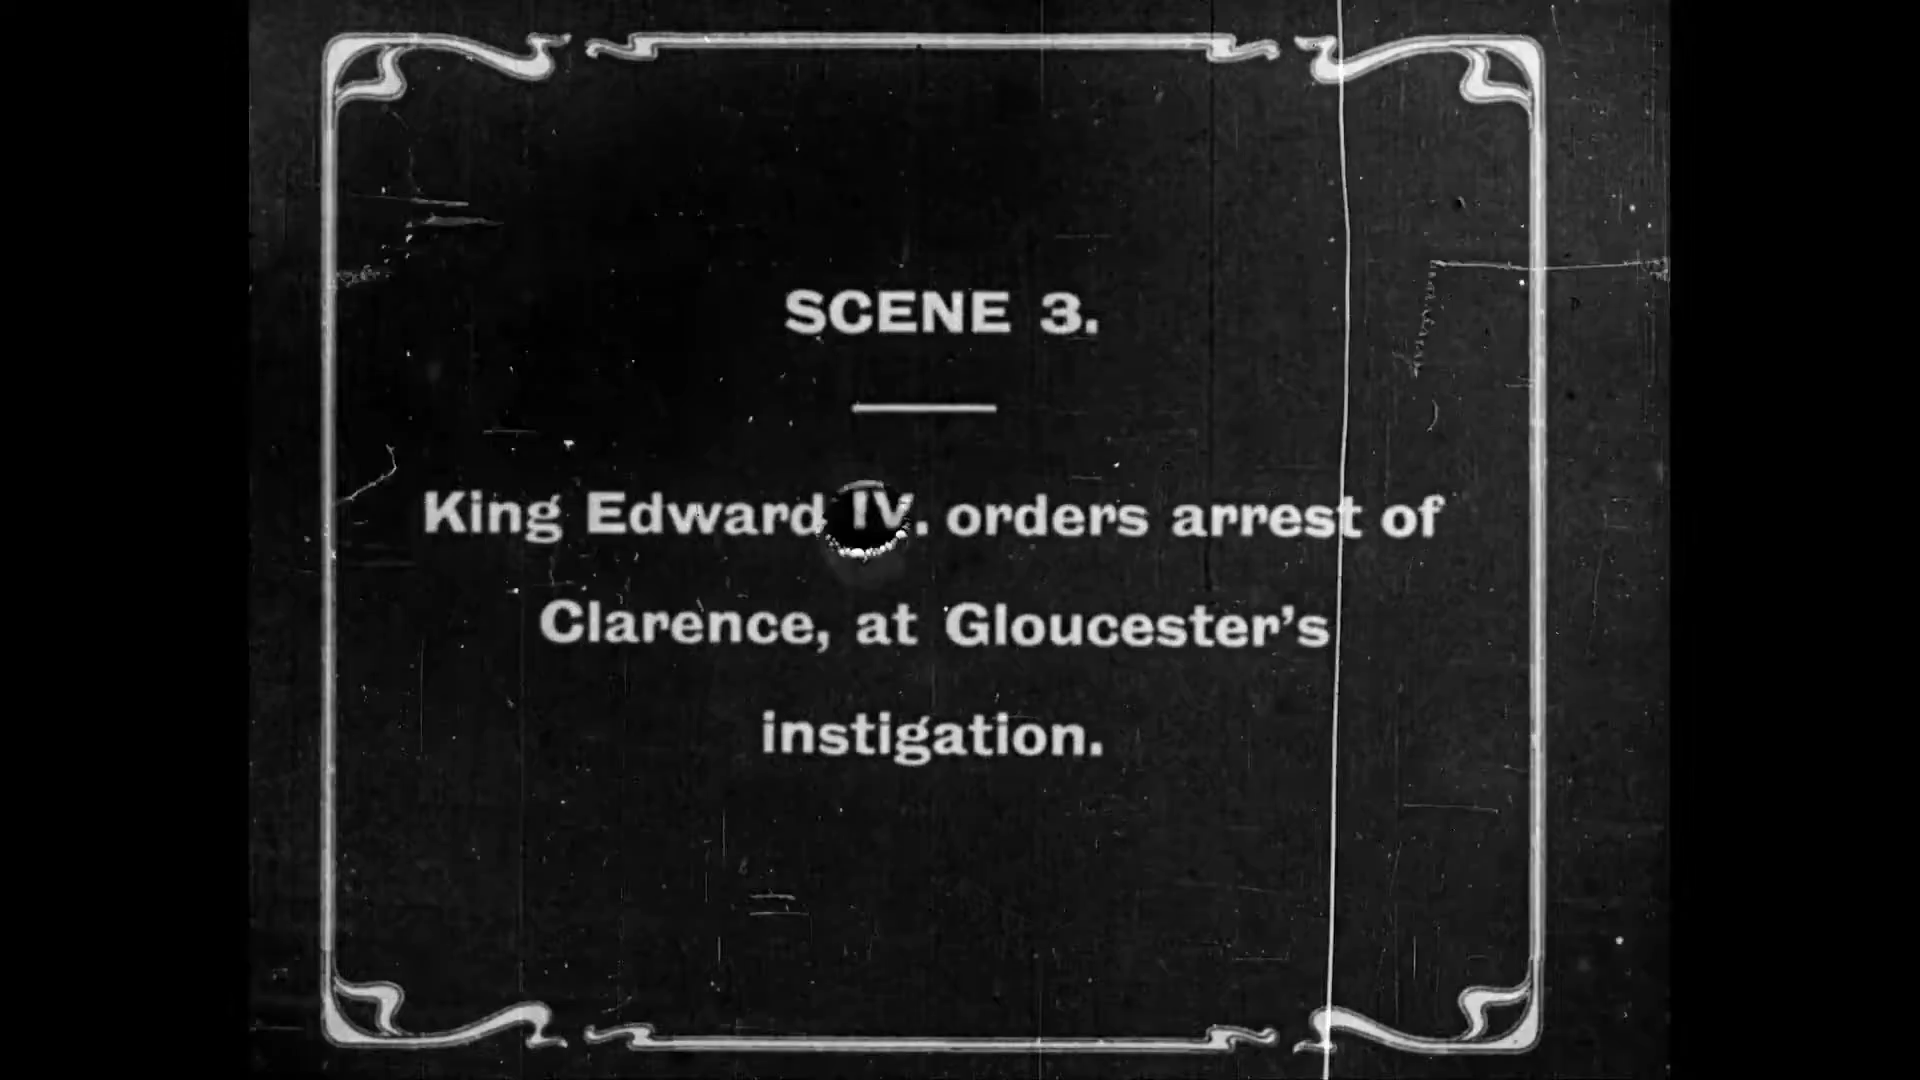 SCENE 3.
King Edward IV. orders arrest of
Clarence, at Gloucester's
instigation.